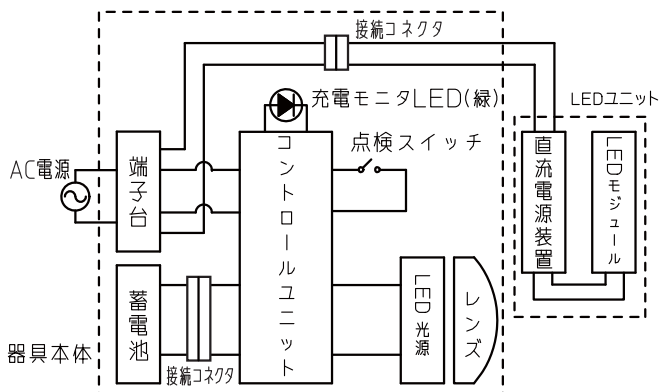 接続コネクタ
充電モニタLED(緑)
LEDユニット
点検スイッチ
AC電源
端子台
コントロールユニット
直流電源装置
LEDモジュール
蓄電池
LED光源
レンズ
器具本体
接続コネクタ